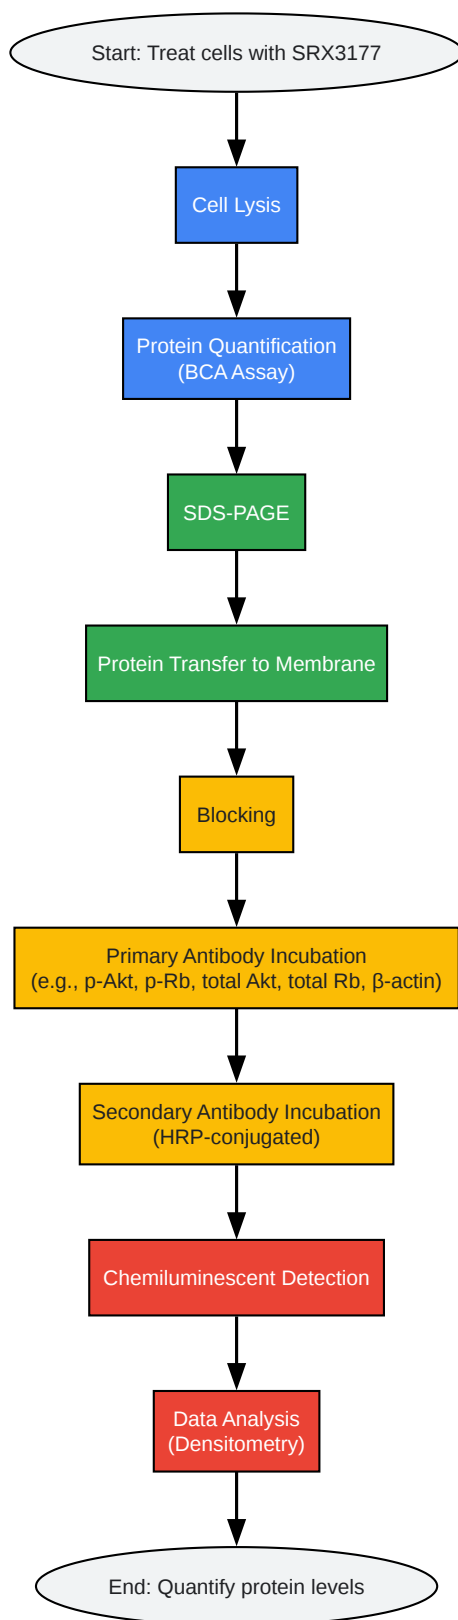 Start: Treat cells with SRX3177
Cell Lysis
Protein Quantification
(BCA Assay)
SDS-PAGE
Protein Transfer to Membrane
Blocking
Primary Antibody Incubation
(e.g., p-Akt, p-Rb, total Akt, total Rb, β-actin)
Secondary Antibody Incubation
(HRP-conjugated)
Chemiluminescent Detection
Data Analysis
(Densitometry)
End: Quantify protein levels